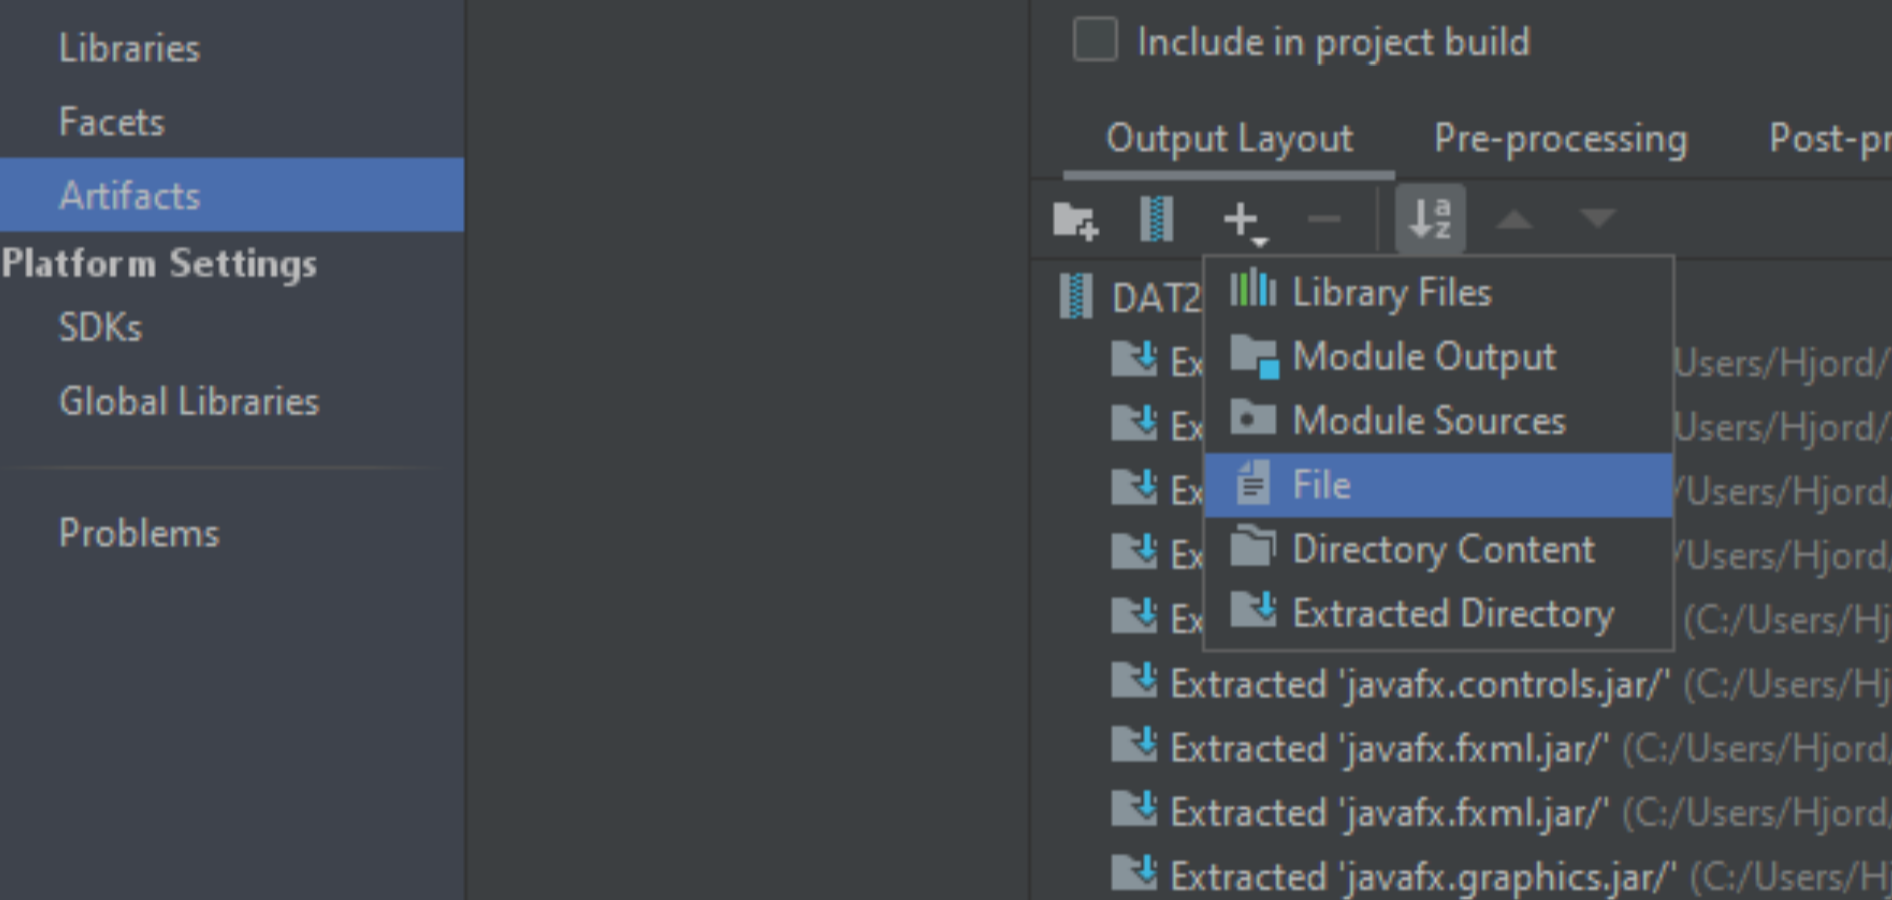 Libraries
Facets
Artifacts
Platform Settings
SDKs
Global Libraries
Problems
Include in project build
Output Layout Pre-processing Post-pr
DAT2
Library Files
Module Output
Module Sources
File
Directory Content
Extracted Directory
Ex Users/Hjord/
Ex Users/Hjord/
Ex /Users/Hjord/
Ex /Users/Hjord/
Ex (C:/Users/Hj
Extracted 'javafx.controls.jar/' (C:/Users/Hj
Extracted 'javafx.fxml.jar/' (C:/Users/Hjord/
Extracted 'javafx.fxml.jar/' (C:/Users/Hjord/
Extracted 'javafx.graphics.jar/' (C:/Users/Hj